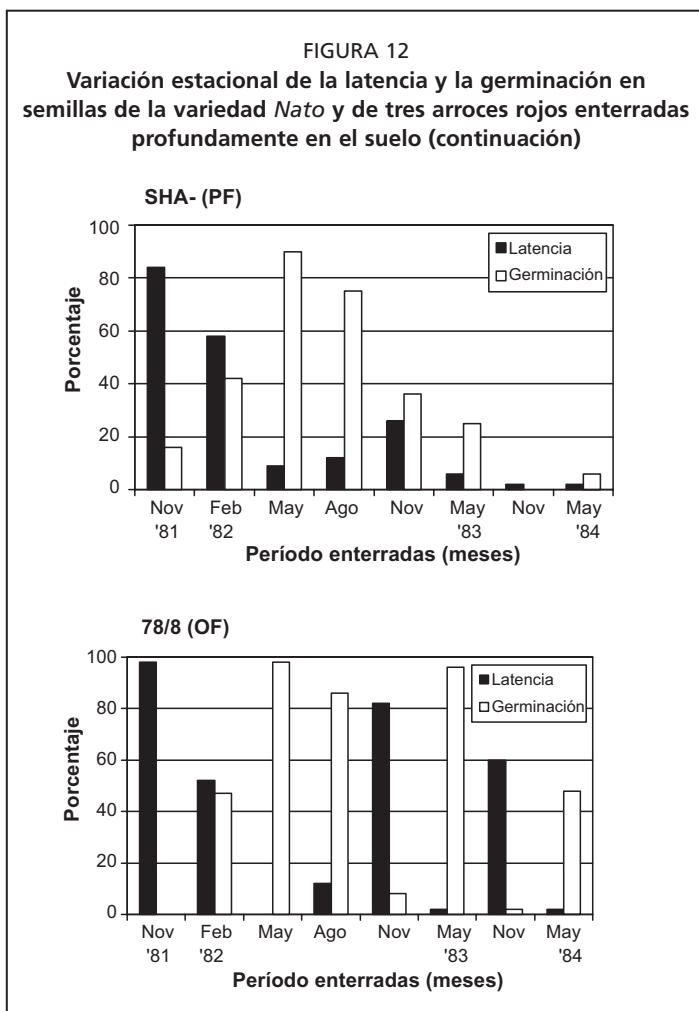 FIGURA 12
Variación estacional de la latencia y la germinación en
semillas de la variedad Nato y de tres arroces rojos enterradas
profundamente en el suelo (continuación)
SHA- (PF)
Porcentaje
100
80
60
40
20
0
Latencia
Germinación
Nov Feb May Ago Nov May Nov May
'81 '82 '83 '84
Período enterradas (meses)
78/8 (OF)
Porcentaje
100
80
60
40
20
0
Latencia
Germinación
Nov Feb May Ago Nov May Nov May
'81 '82 '83 '84
Período enterradas (meses)